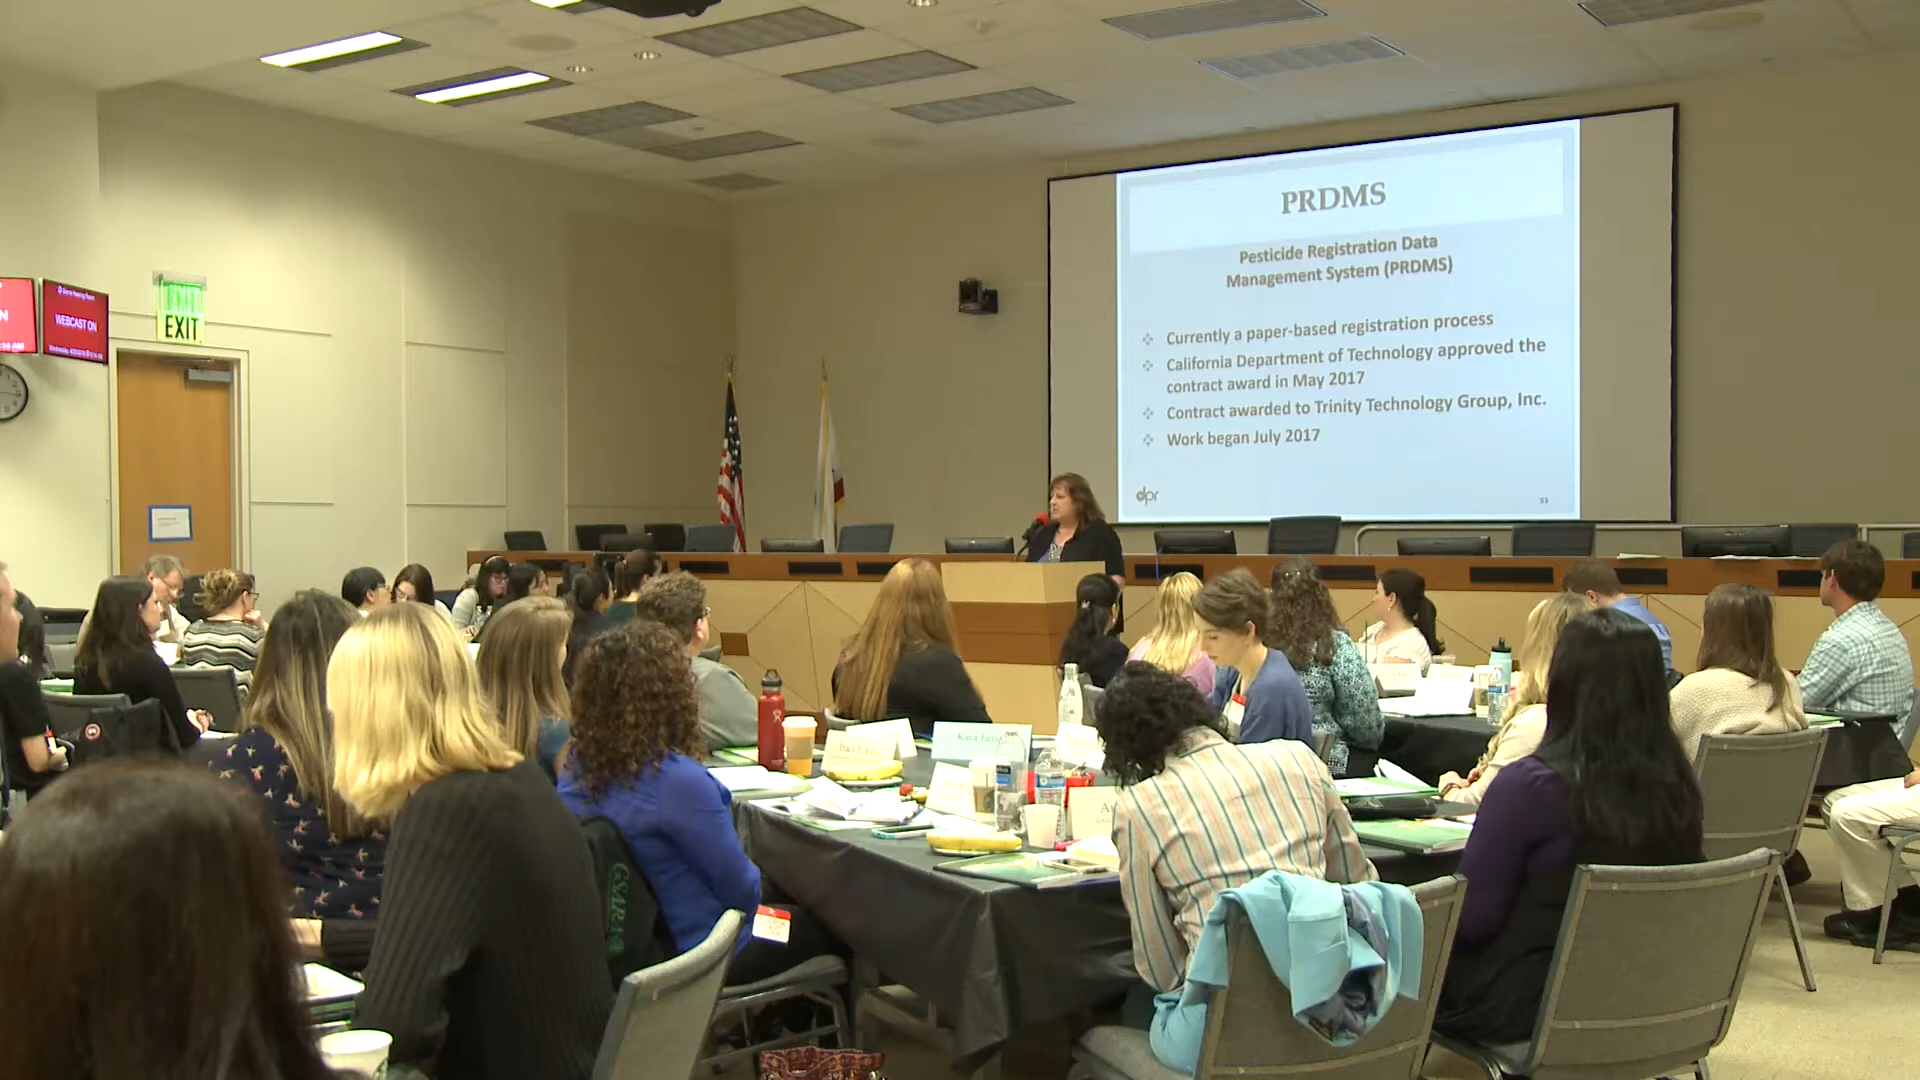 PRDMS
Pesticide Registration Data
Management System (PRDMS)
Currently a paper-based registration process
California Department of Technology approved the
contract award in May 2017
Contract awarded to Trinity Technology Group, Inc.
Work began July 2017
dpr
33
N
WEBCAST ON
EXIT
EXIT
Kara